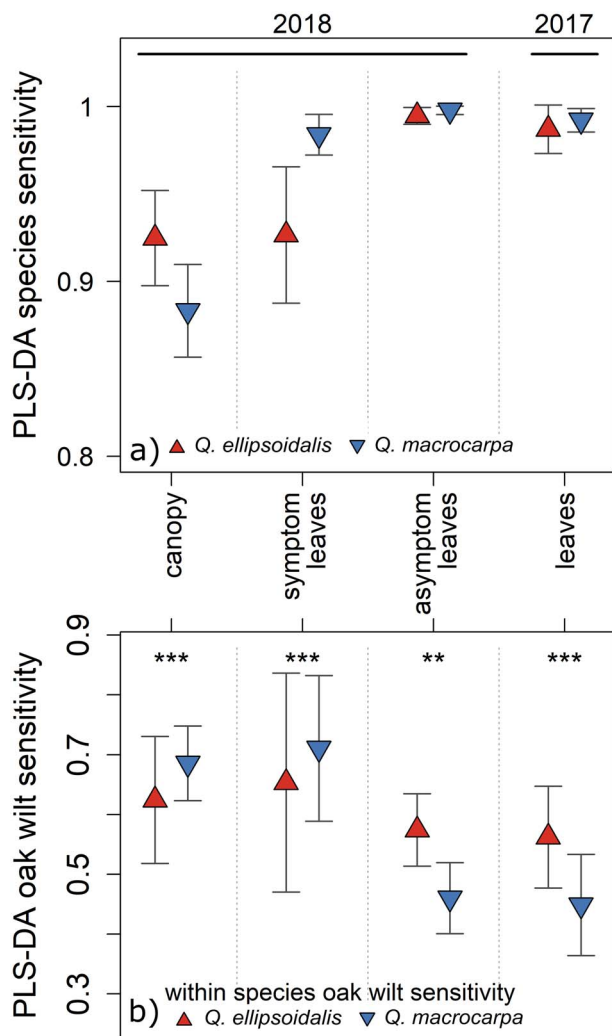 2018 2017
PLS-DA species sensitivity
1
0.9
0.8
a) Q. ellipsoidalis Q. macrocarpa
canopy
symptom
leaves
asymptom
leaves
leaves
PLS-DA oak wilt sensitivity
0.9
0.7
0.5
0.3
*** *** ** ***
within species oak wilt sensitivity
b) Q. ellipsoidalis Q. macrocarpa